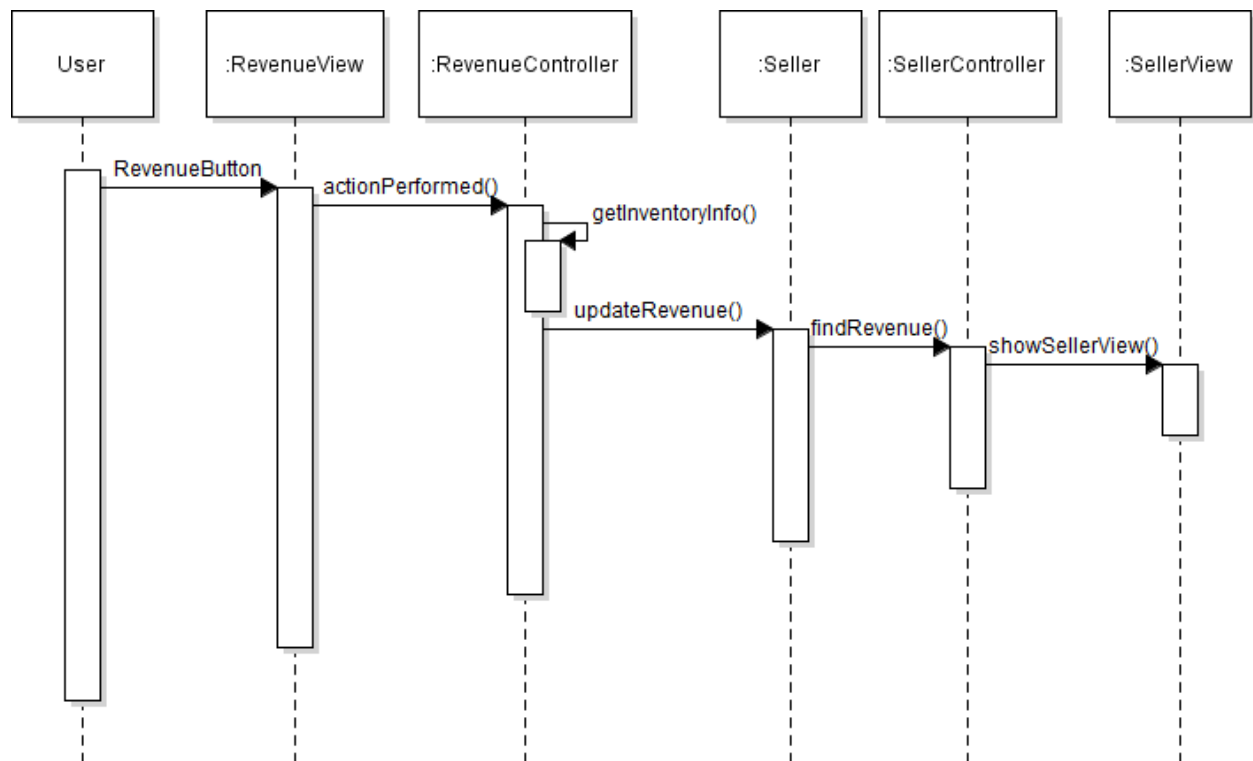 User
:RevenueView
:RevenueController
:Seller
:SellerController
:SellerView
RevenueButton
actionPerformed()
getInventoryInfo()
updateRevenue()
findRevenue()
showSellerView()